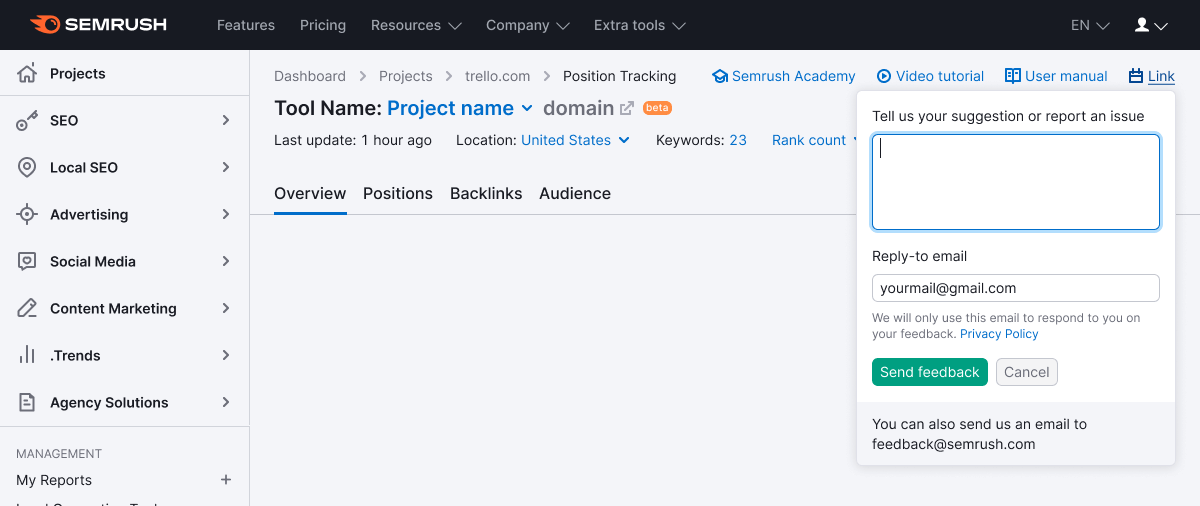 SEMRUSH Features Pricing Resources Company Extra tools EN
Projects
SEO
Local SEO
Advertising
Social Media
Content Marketing
.Trends
Agency Solutions
MANAGEMENT
My Reports +
Dashboard > Projects > trello.com > Position Tracking
Semrush Academy Video tutorial User manual Link
Tool Name: Project name domain beta
Last update: 1 hour ago Location: United States Keywords: 23 Rank count
Overview Positions Backlinks Audience
Tell us your suggestion or report an issue
Reply-to email
yourmail@gmail.com
We will only use this email to respond to you on
your feedback. Privacy Policy
Send feedback Cancel
You can also send us an email to
feedback@semrush.com